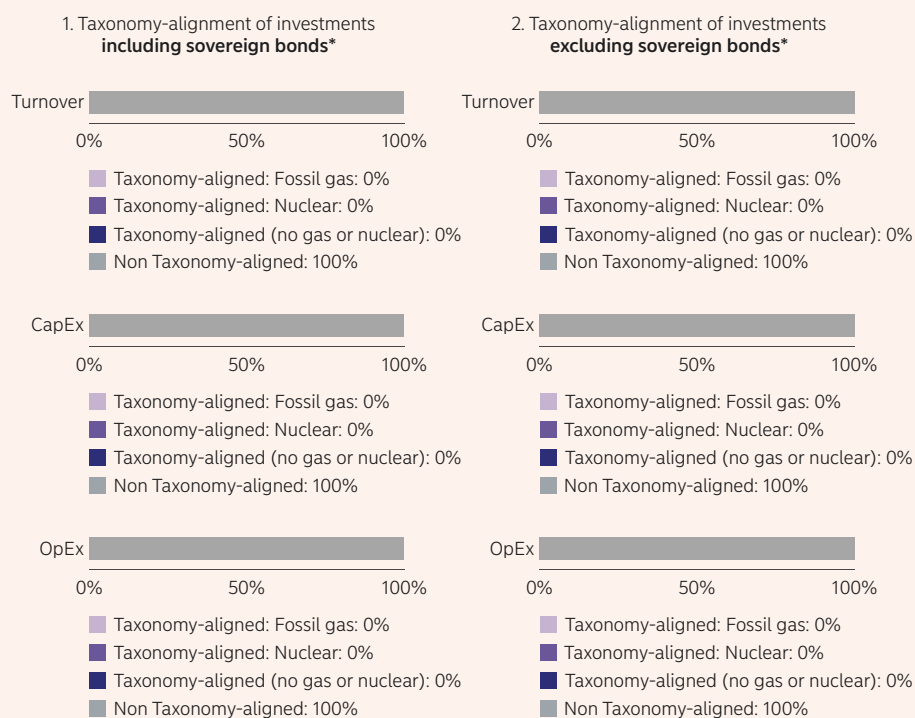 1. Taxonomy-alignment of investments
including sovereign bonds*
Turnover
0% 50% 100%
Taxonomy-aligned: Fossil gas: 0%
Taxonomy-aligned: Nuclear: 0%
Taxonomy-aligned (no gas or nuclear): 0%
Non Taxonomy-aligned: 100%
CapEx
0% 50% 100%
Taxonomy-aligned: Fossil gas: 0%
Taxonomy-aligned: Nuclear: 0%
Taxonomy-aligned (no gas or nuclear): 0%
Non Taxonomy-aligned: 100%
OpEx
0% 50% 100%
Taxonomy-aligned: Fossil gas: 0%
Taxonomy-aligned: Nuclear: 0%
Taxonomy-aligned (no gas or nuclear): 0%
Non Taxonomy-aligned: 100%
2. Taxonomy-alignment of investments
excluding sovereign bonds*
Turnover
0% 50% 100%
Taxonomy-aligned: Fossil gas: 0%
Taxonomy-aligned: Nuclear: 0%
Taxonomy-aligned (no gas or nuclear): 0%
Non Taxonomy-aligned: 100%
CapEx
0% 50% 100%
Taxonomy-aligned: Fossil gas: 0%
Taxonomy-aligned: Nuclear: 0%
Taxonomy-aligned (no gas or nuclear): 0%
Non Taxonomy-aligned: 100%
OpEx
0% 50% 100%
Taxonomy-aligned: Fossil gas: 0%
Taxonomy-aligned: Nuclear: 0%
Taxonomy-aligned (no gas or nuclear): 0%
Non Taxonomy-aligned: 100%